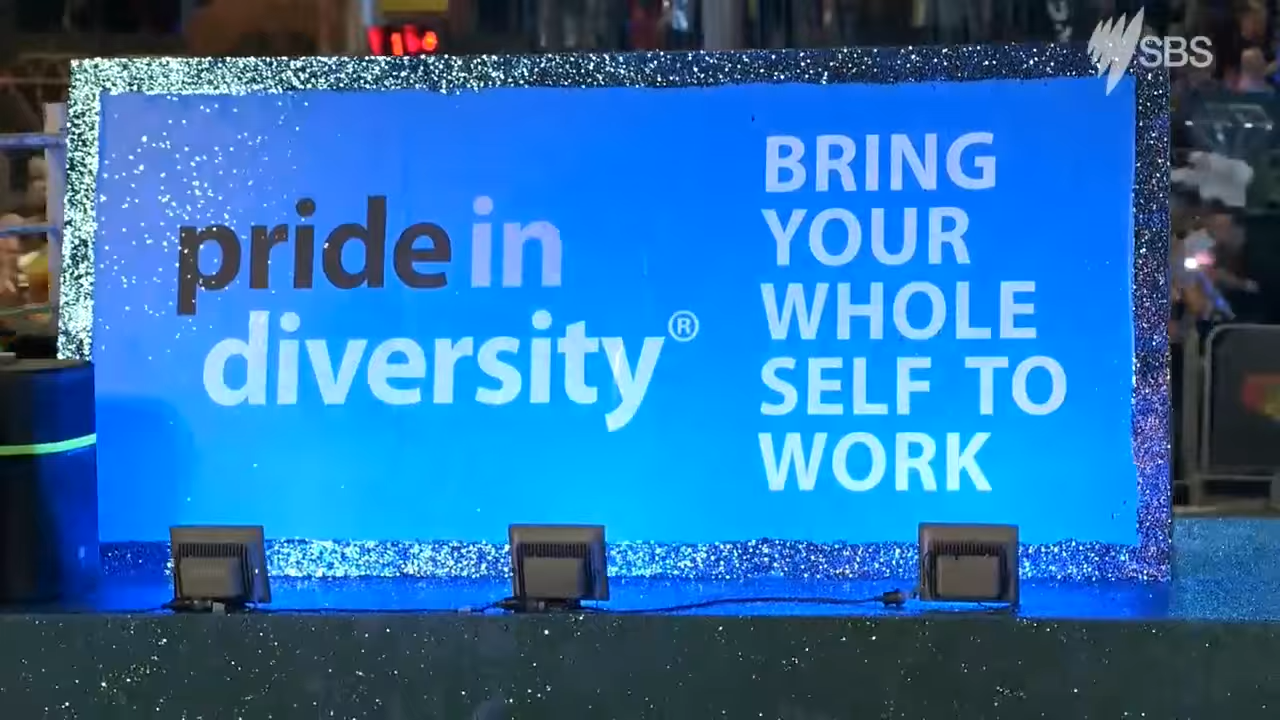 SBS
pride in
diversity®
BRING
YOUR
WHOLE
SELF TO
WORK